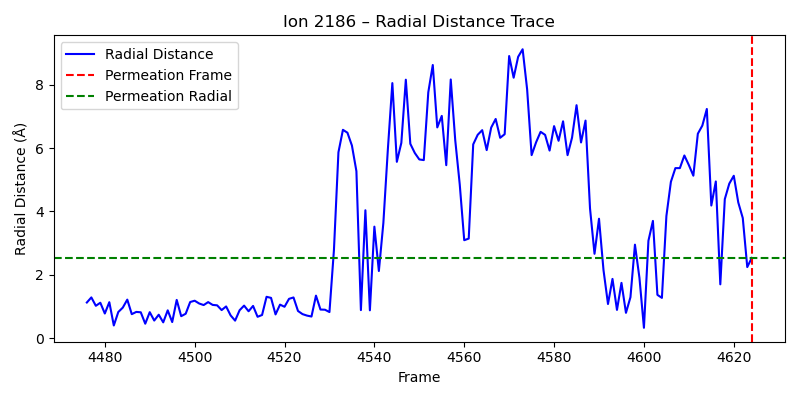 Ion 2186 – Radial Distance Trace
Radial Distance
Permeation Frame
Permeation Radial
Radial Distance (Å)
8
6
4
2
0
4480 4500 4520 4540 4560 4580 4600 4620
Frame